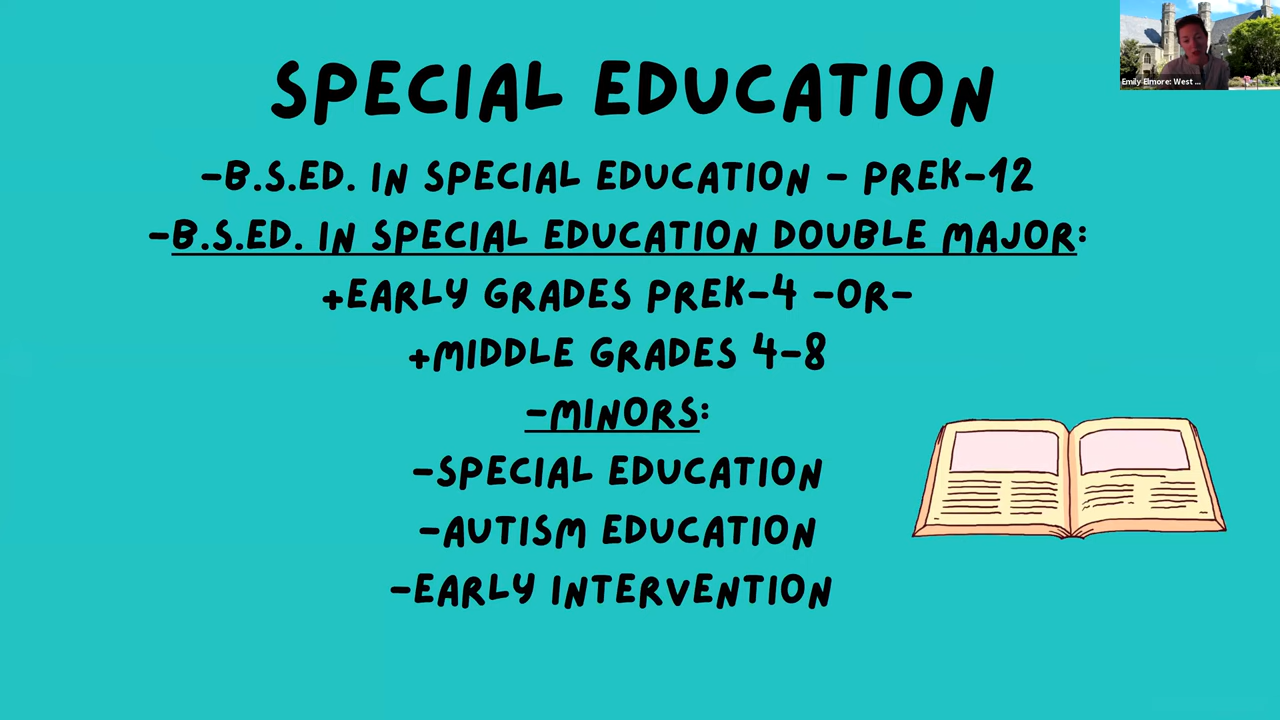 SPECIAL EDUCATION
-B.S.ED. IN SPECIAL EDUCATION - PREK-12
-B.S.ED. IN SPECIAL EDUCATION DOUBLE MAJOR:
+EARLY GRADES PREK-4 -OR-
+MIDDLE GRADES 4-8
-MINORS:
-SPECIAL EDUCATION
-AUTISM EDUCATION
-EARLY INTERVENTION
Emily Elmore: West ...